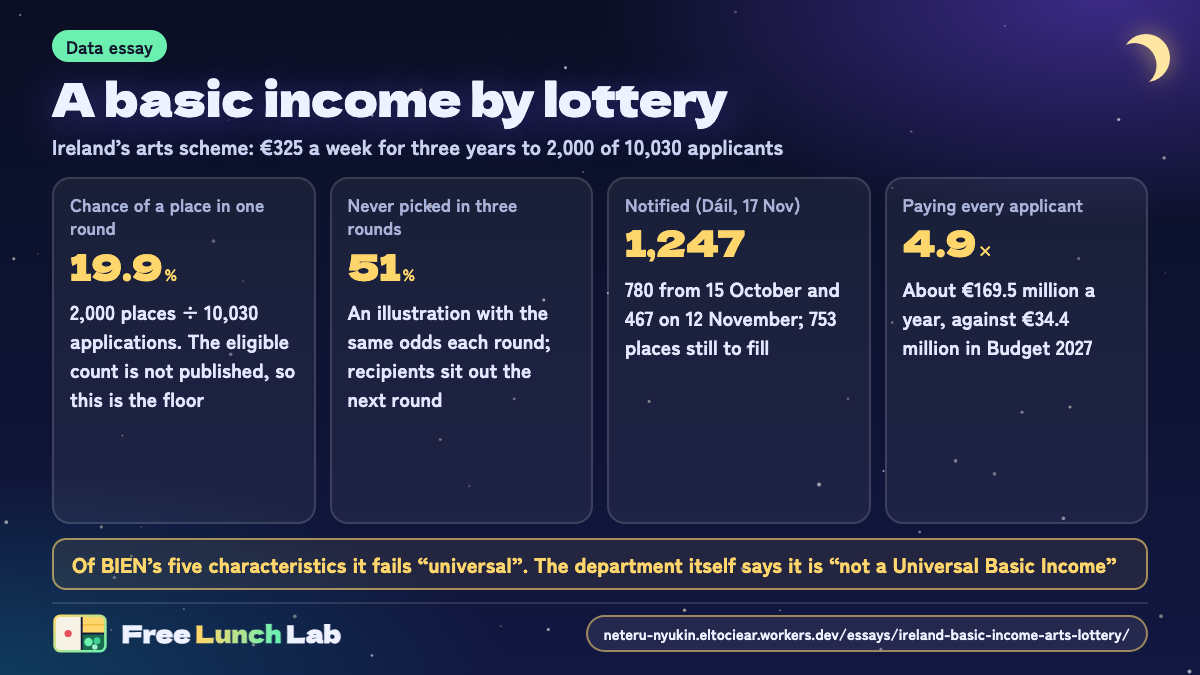 Data essay
A basic income by lottery
Ireland’s arts scheme: €325 a week for three years to 2,000 of 10,030 applicants
Chance of a place in one
round
19.9%
2,000 places ÷ 10,030
applications. The eligible
count is not published, so
this is the floor
Never picked in three
rounds
51%
An illustration with the
same odds each round;
recipients sit out the
next round
Notified (Dáil, 17 Nov)
1,247
780 from 15 October and
467 on 12 November; 753
places still to fill
Paying every applicant
4.9×
About €169.5 million a
year, against €34.4
million in Budget 2027
Of BIEN’s five characteristics it fails “universal”. The department itself says it is “not a Universal Basic Income”
Free Lunch Lab
neteru-nyukin.eltociear.workers.dev/essays/ireland-basic-income-arts-lottery/